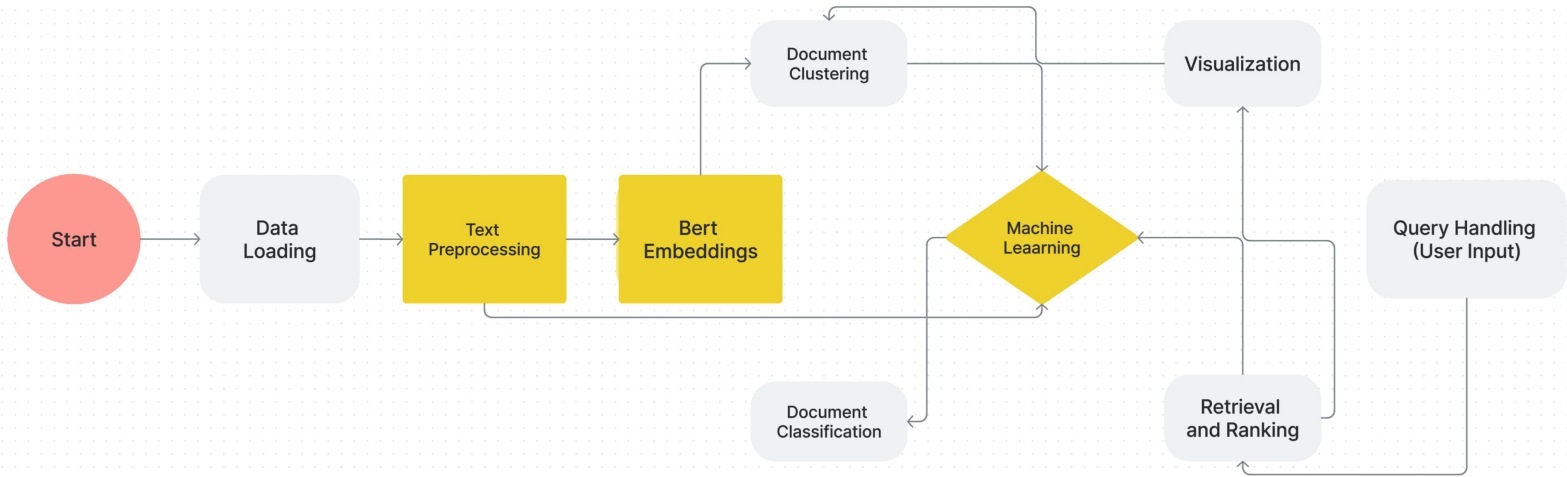 Start
Data
Loading
Text
Preprocessing
Bert
Embeddings
Document
Clustering
Machine
Leaarning
Document
Classification
Visualization
Retrieval
and Ranking
Query Handling
(User Input)